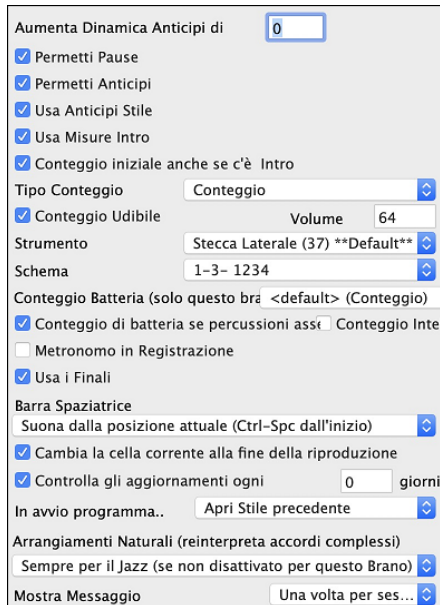 Aumenta Dinamica Anticipi di 0
Permetti Pause
Permetti Anticipi
Usa Anticipi Stile
Usa Misure Intro
Conteggio iniziale anche se c'è Intro
Tipo Conteggio Conteggio
Conteggio Udibile Volume 64
Strumento Stecca Laterale (37) **Default**
Schema 1-3- 1234
Conteggio Batteria (solo questo bra <default> (Conteggio)
Conteggio di batteria se percussioni asse Conteggio Inte
Metronomo in Registrazione
Usa i Finali
Barra Spaziatrice
Suona dalla posizione attuale (Ctrl-Spc dall'inizio)
Cambia la cella corrente alla fine della riproduzione
Controlla gli aggiornamenti ogni 0 giorni
In avvio programma.. Apri Stile precedente
Arrangiamenti Naturali (reinterpreta accordi complessi)
Sempre per il Jazz (se non disattivato per questo Brano)
Mostra Messaggio Una volta per ses...